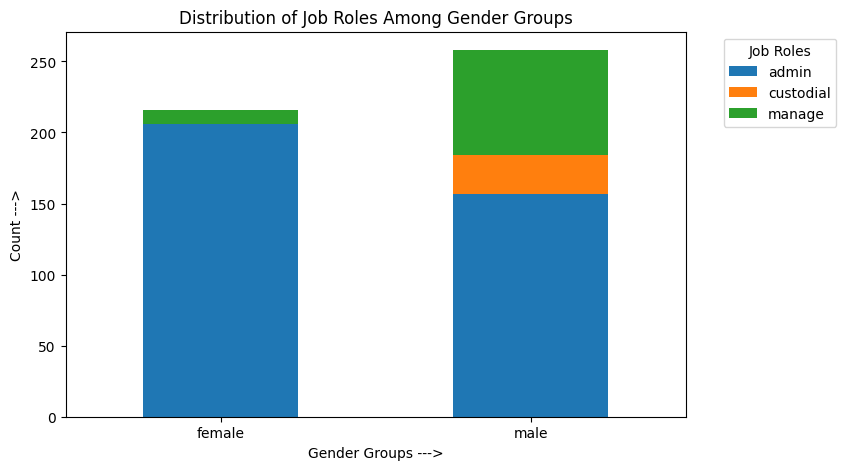 Distribution of Job Roles Among Gender Groups
Job Roles
admin
custodial
manage
250
200
150
100
50
0
Count --->
female
male
Gender Groups --->